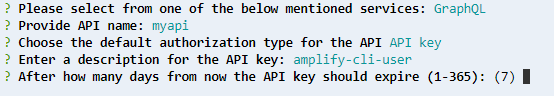 ? Please select from one of the below mentioned services: GraphQL
? Provide API name: myapi
? Choose the default authorization type for the API API key
? Enter a description for the API key: amplify-cli-user
? After how many days from now the API key should expire (1-365): (7)